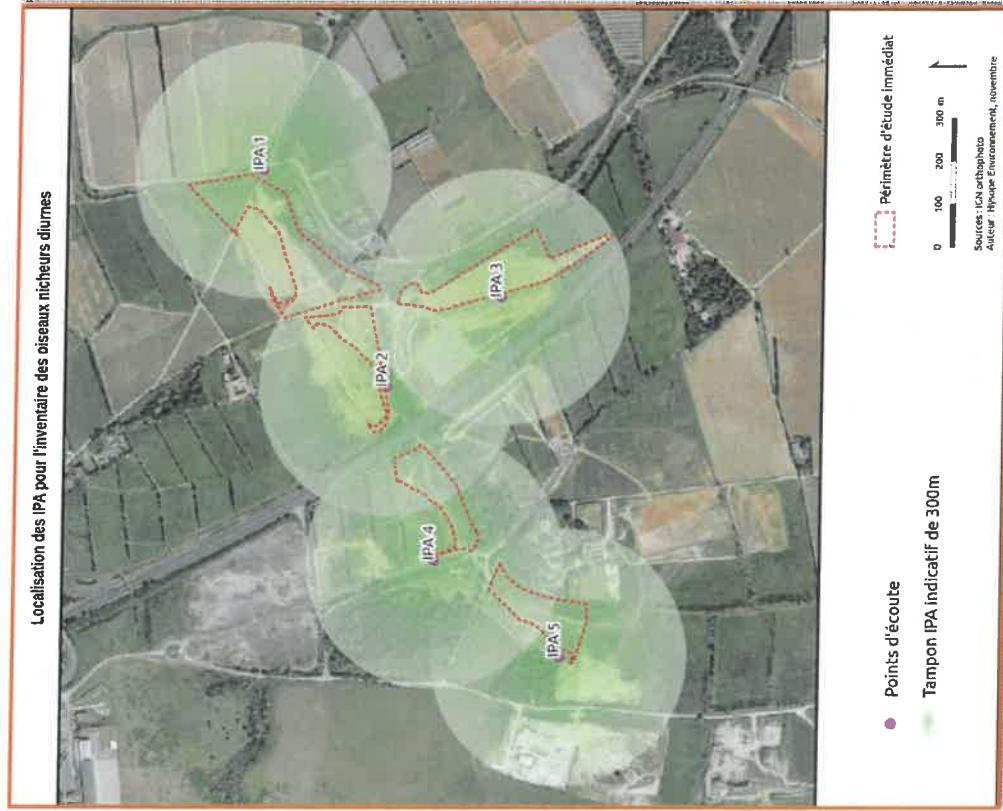 Localisation des IPA pour l'inventaire des oiseaux nicheurs diurnes
IPA 1
IPA 2
IPA 3
IPA 4
IPA 5
Points d'écoute
Tampon IPA indicatif de 300m
Périmètre d'étude immédiat
0 100 200 300 m
Sources : IGN orthophoto
Auteur : Hysope Environnement, novembre